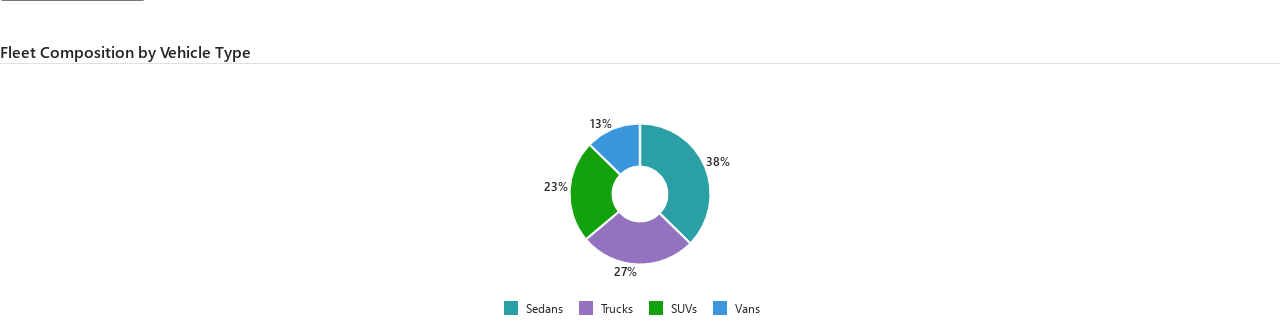 Fleet Composition by Vehicle Type
13%
38%
23%
27%
Sedans Trucks SUVs Vans